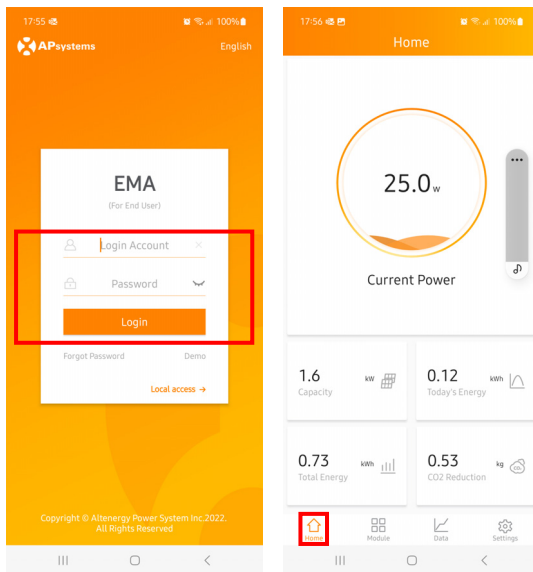 17:55 100%
APsystems English
EMA
(For End User)
Login Account
Password
Login
Forgot Password Demo
Local access →
Copyright © Altenergy Power System Inc.2022.
All Rights Reserved
17:56 100%
Home
25.0 w
Current Power
1.6 kW
Capacity
0.12 kWh
Today's Energy
0.73 kWh
Total Energy
0.53 kg
CO2 Reduction
CO₂
Home Module Data Settings